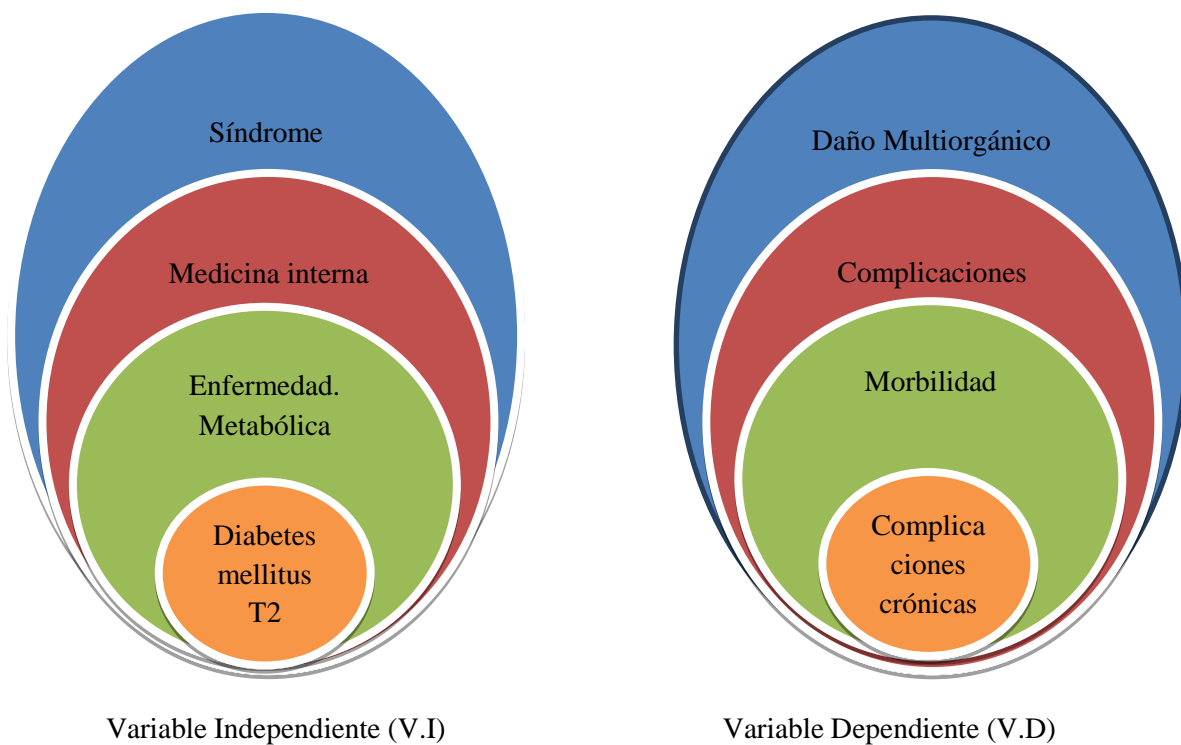 Síndrome
Medicina interna
Enfermedad.
Metabólica
Diabetes
mellitus
T2
Variable Independiente (V.I)
Daño Multiorgánico
Complicaciones
Morbilidad
Complica
ciones
crónicas
Variable Dependiente (V.D)